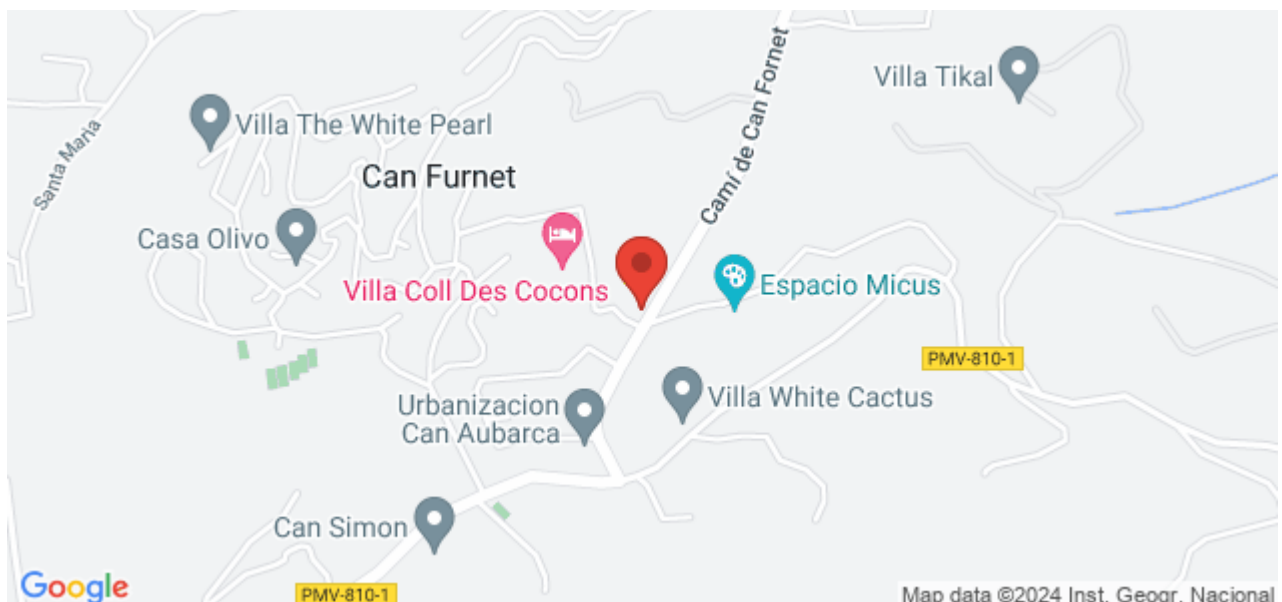 Camí de Can Fornet
Villa Tikal
Santa Maria
Villa The White Pearl
Can Furnet
Casa Olivo
Villa Coll Des Cocons
Espacio Micus
PMV-810-1
Villa White Cactus
Urbanizacion
Can Aubarca
Can Simon
Google
PMV-810-1
Map data ©2024 Inst. Geogr. Nacional